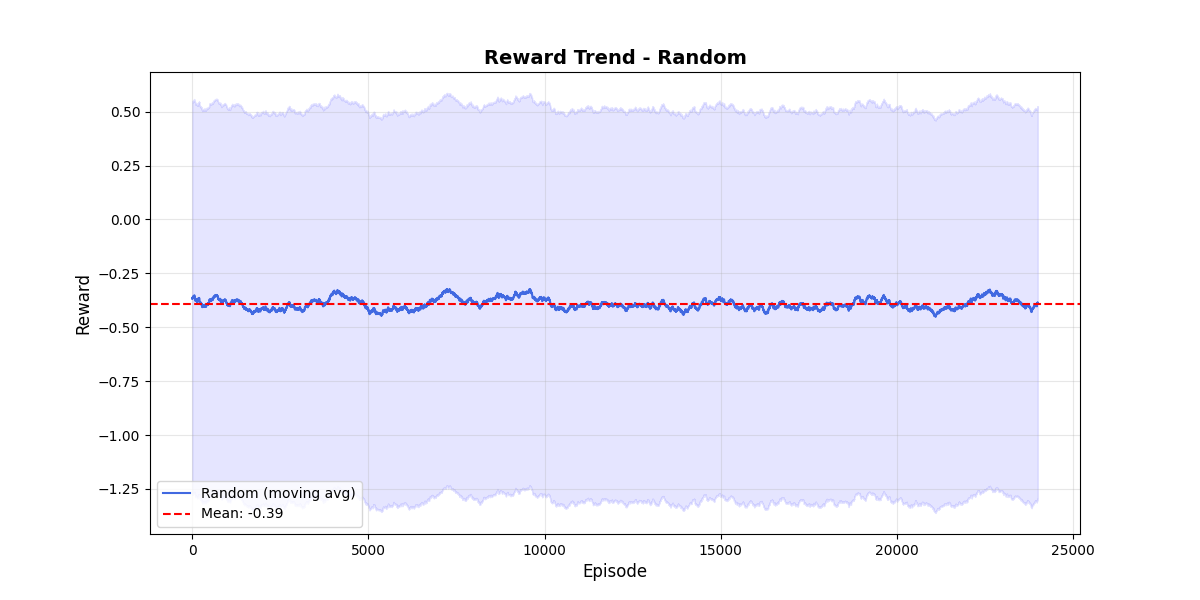 Reward Trend - Random
Reward
0.50
0.25
0.00
−0.25
−0.50
−0.75
−1.00
−1.25
Random (moving avg)
Mean: -0.39
0
5000
10000
15000
20000
25000
Episode